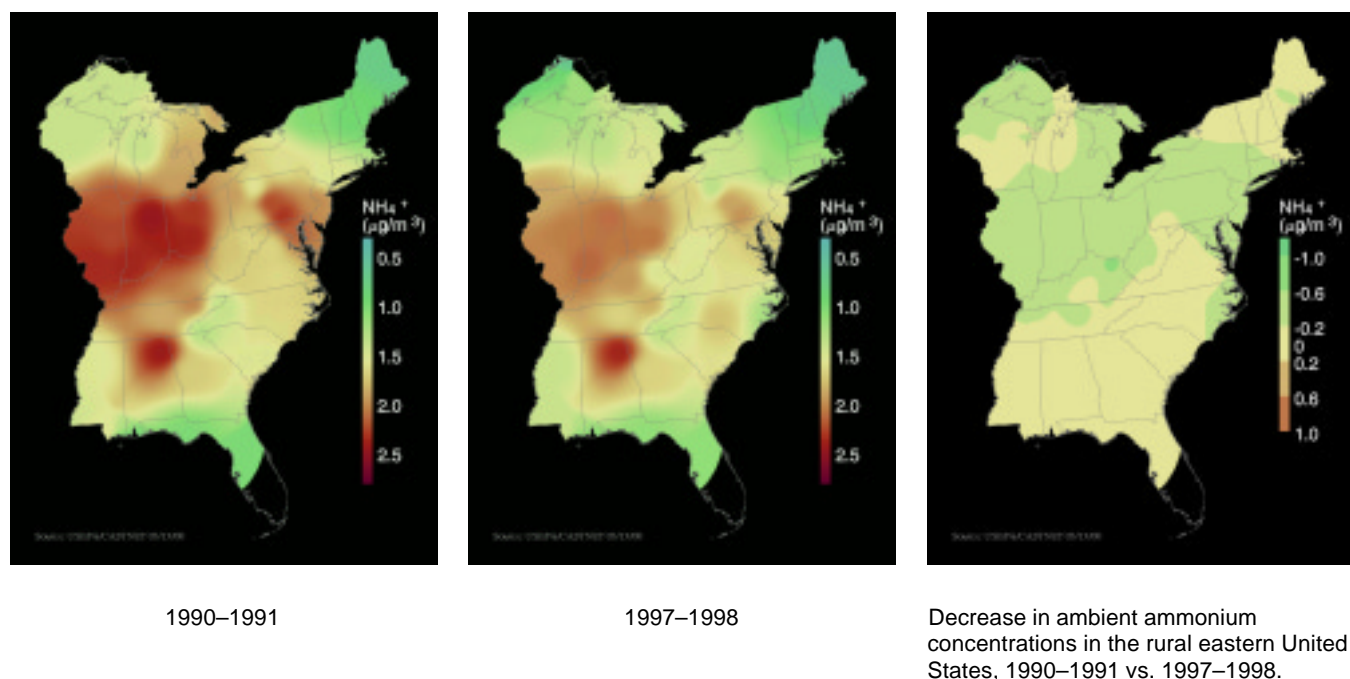 NH₄ +
(µg/m 3)
0.5
1.0
1.5
2.0
2.5
NH₄ +
(µg/m 3)
0.5
1.0
1.5
2.0
2.5
NH₄ +
(µg/m 3)
-1.0
-0.6
-0.2
0
0.2
0.6
1.0
1990–1991
1997–1998
Decrease in ambient ammonium
concentrations in the rural eastern United
States, 1990–1991 vs. 1997–1998.